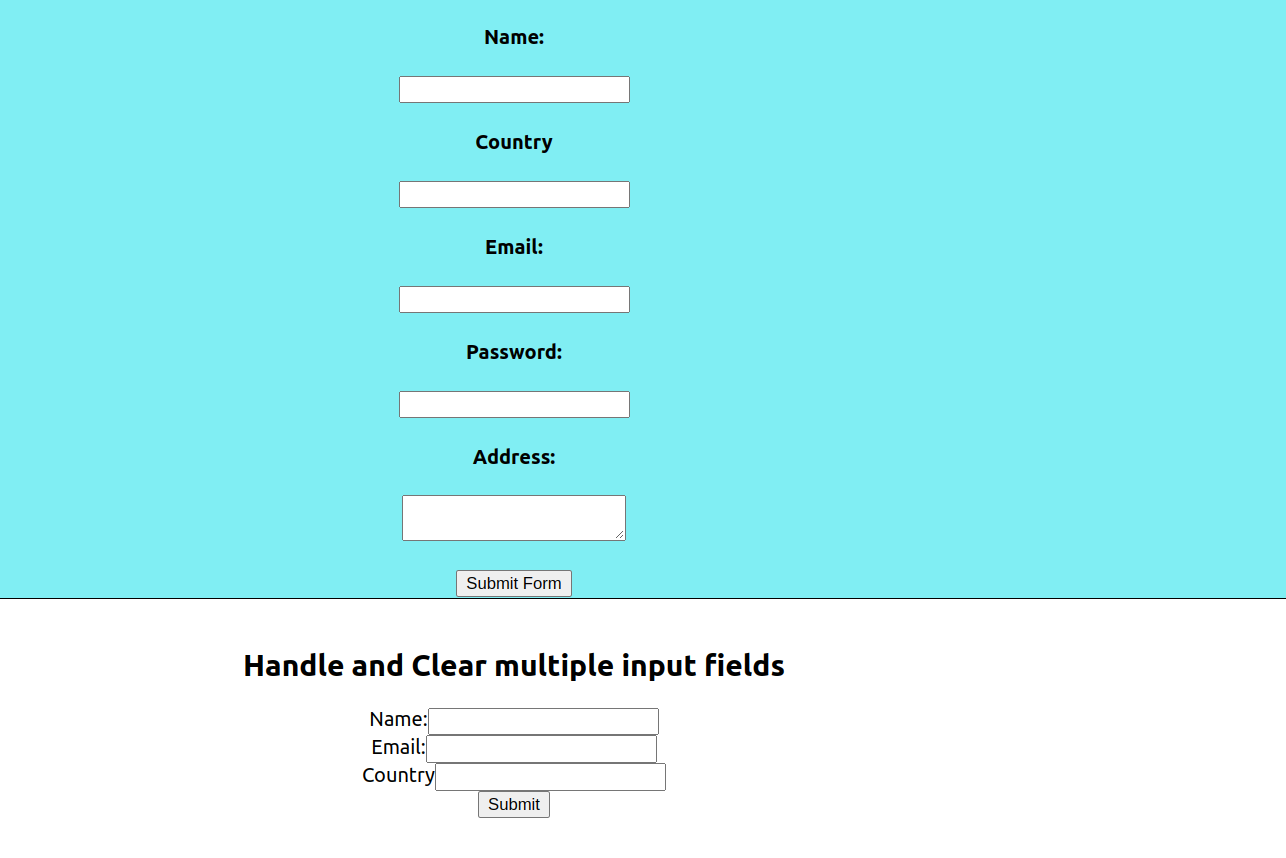 Name:
Country
Email:
Password:
Address:
Submit Form
Handle and Clear multiple input fields
Name:
Email:
Country
Submit